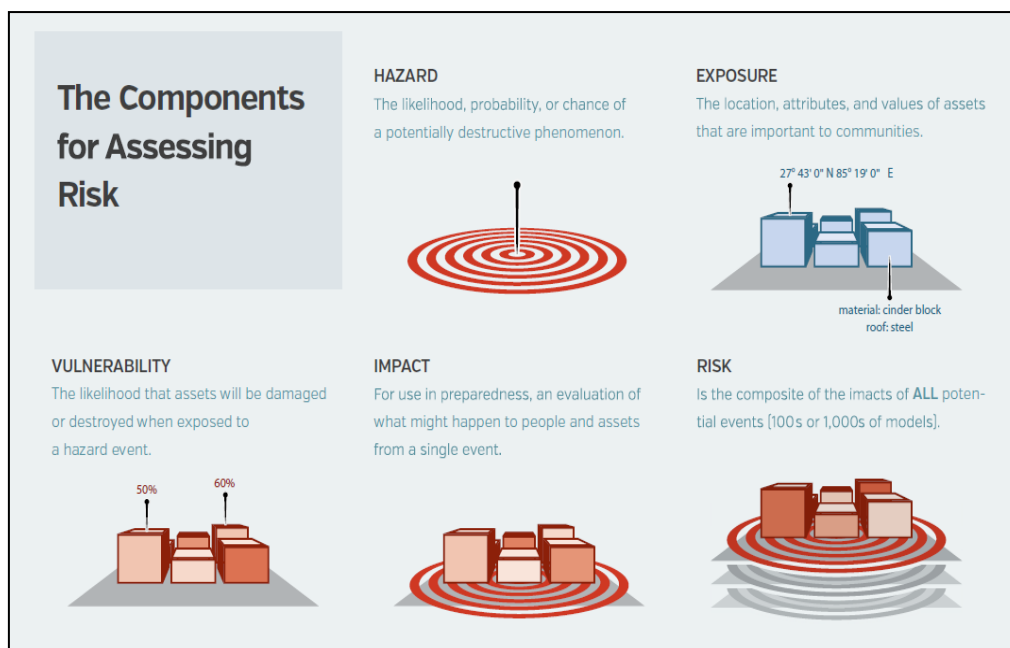 The Components
for Assessing
Risk
HAZARD
The likelihood, probability, or chance of
a potentially destructive phenomenon.
EXPOSURE
The location, attributes, and values of assets
that are important to communities.
27° 43' 0" N 85° 19' 0" E
material: cinder block
roof: steel
VULNERABILITY
The likelihood that assets will be damaged
or destroyed when exposed to
a hazard event.
50%
60%
IMPACT
For use in preparedness, an evaluation of
what might happen to people and assets
from a single event.
RISK
Is the composite of the imacts of ALL poten-
tial events [100s or 1,000s of models].